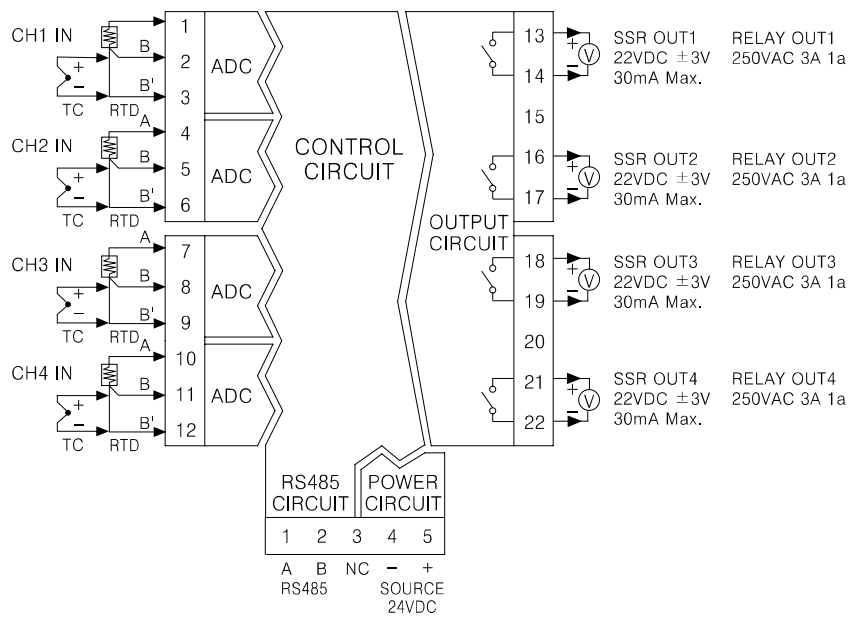 CH1 IN
TC
RTD
B
B'
1
2
3
ADC
CH2 IN
TC
RTD
A
B
B'
4
5
6
ADC
CH3 IN
TC
RTD
A
B
B'
7
8
9
ADC
CH4 IN
TC
RTD
A
B
B'
10
11
12
ADC
CONTROL
CIRCUIT
OUTPUT
CIRCUIT
13
14
15
16
17
18
19
20
21
22
SSR OUT1
22VDC ±3V
30mA Max.
RELAY OUT1
250VAC 3A 1a
SSR OUT2
22VDC ±3V
30mA Max.
RELAY OUT2
250VAC 3A 1a
SSR OUT3
22VDC ±3V
30mA Max.
RELAY OUT3
250VAC 3A 1a
SSR OUT4
22VDC ±3V
30mA Max.
RELAY OUT4
250VAC 3A 1a
+ V −
+ V −
+ V −
+ V −
+ −
+ −
+ −
+ −
RS485
CIRCUIT
POWER
CIRCUIT
1 2 3 4 5
A B NC − +
RS485
SOURCE
24VDC